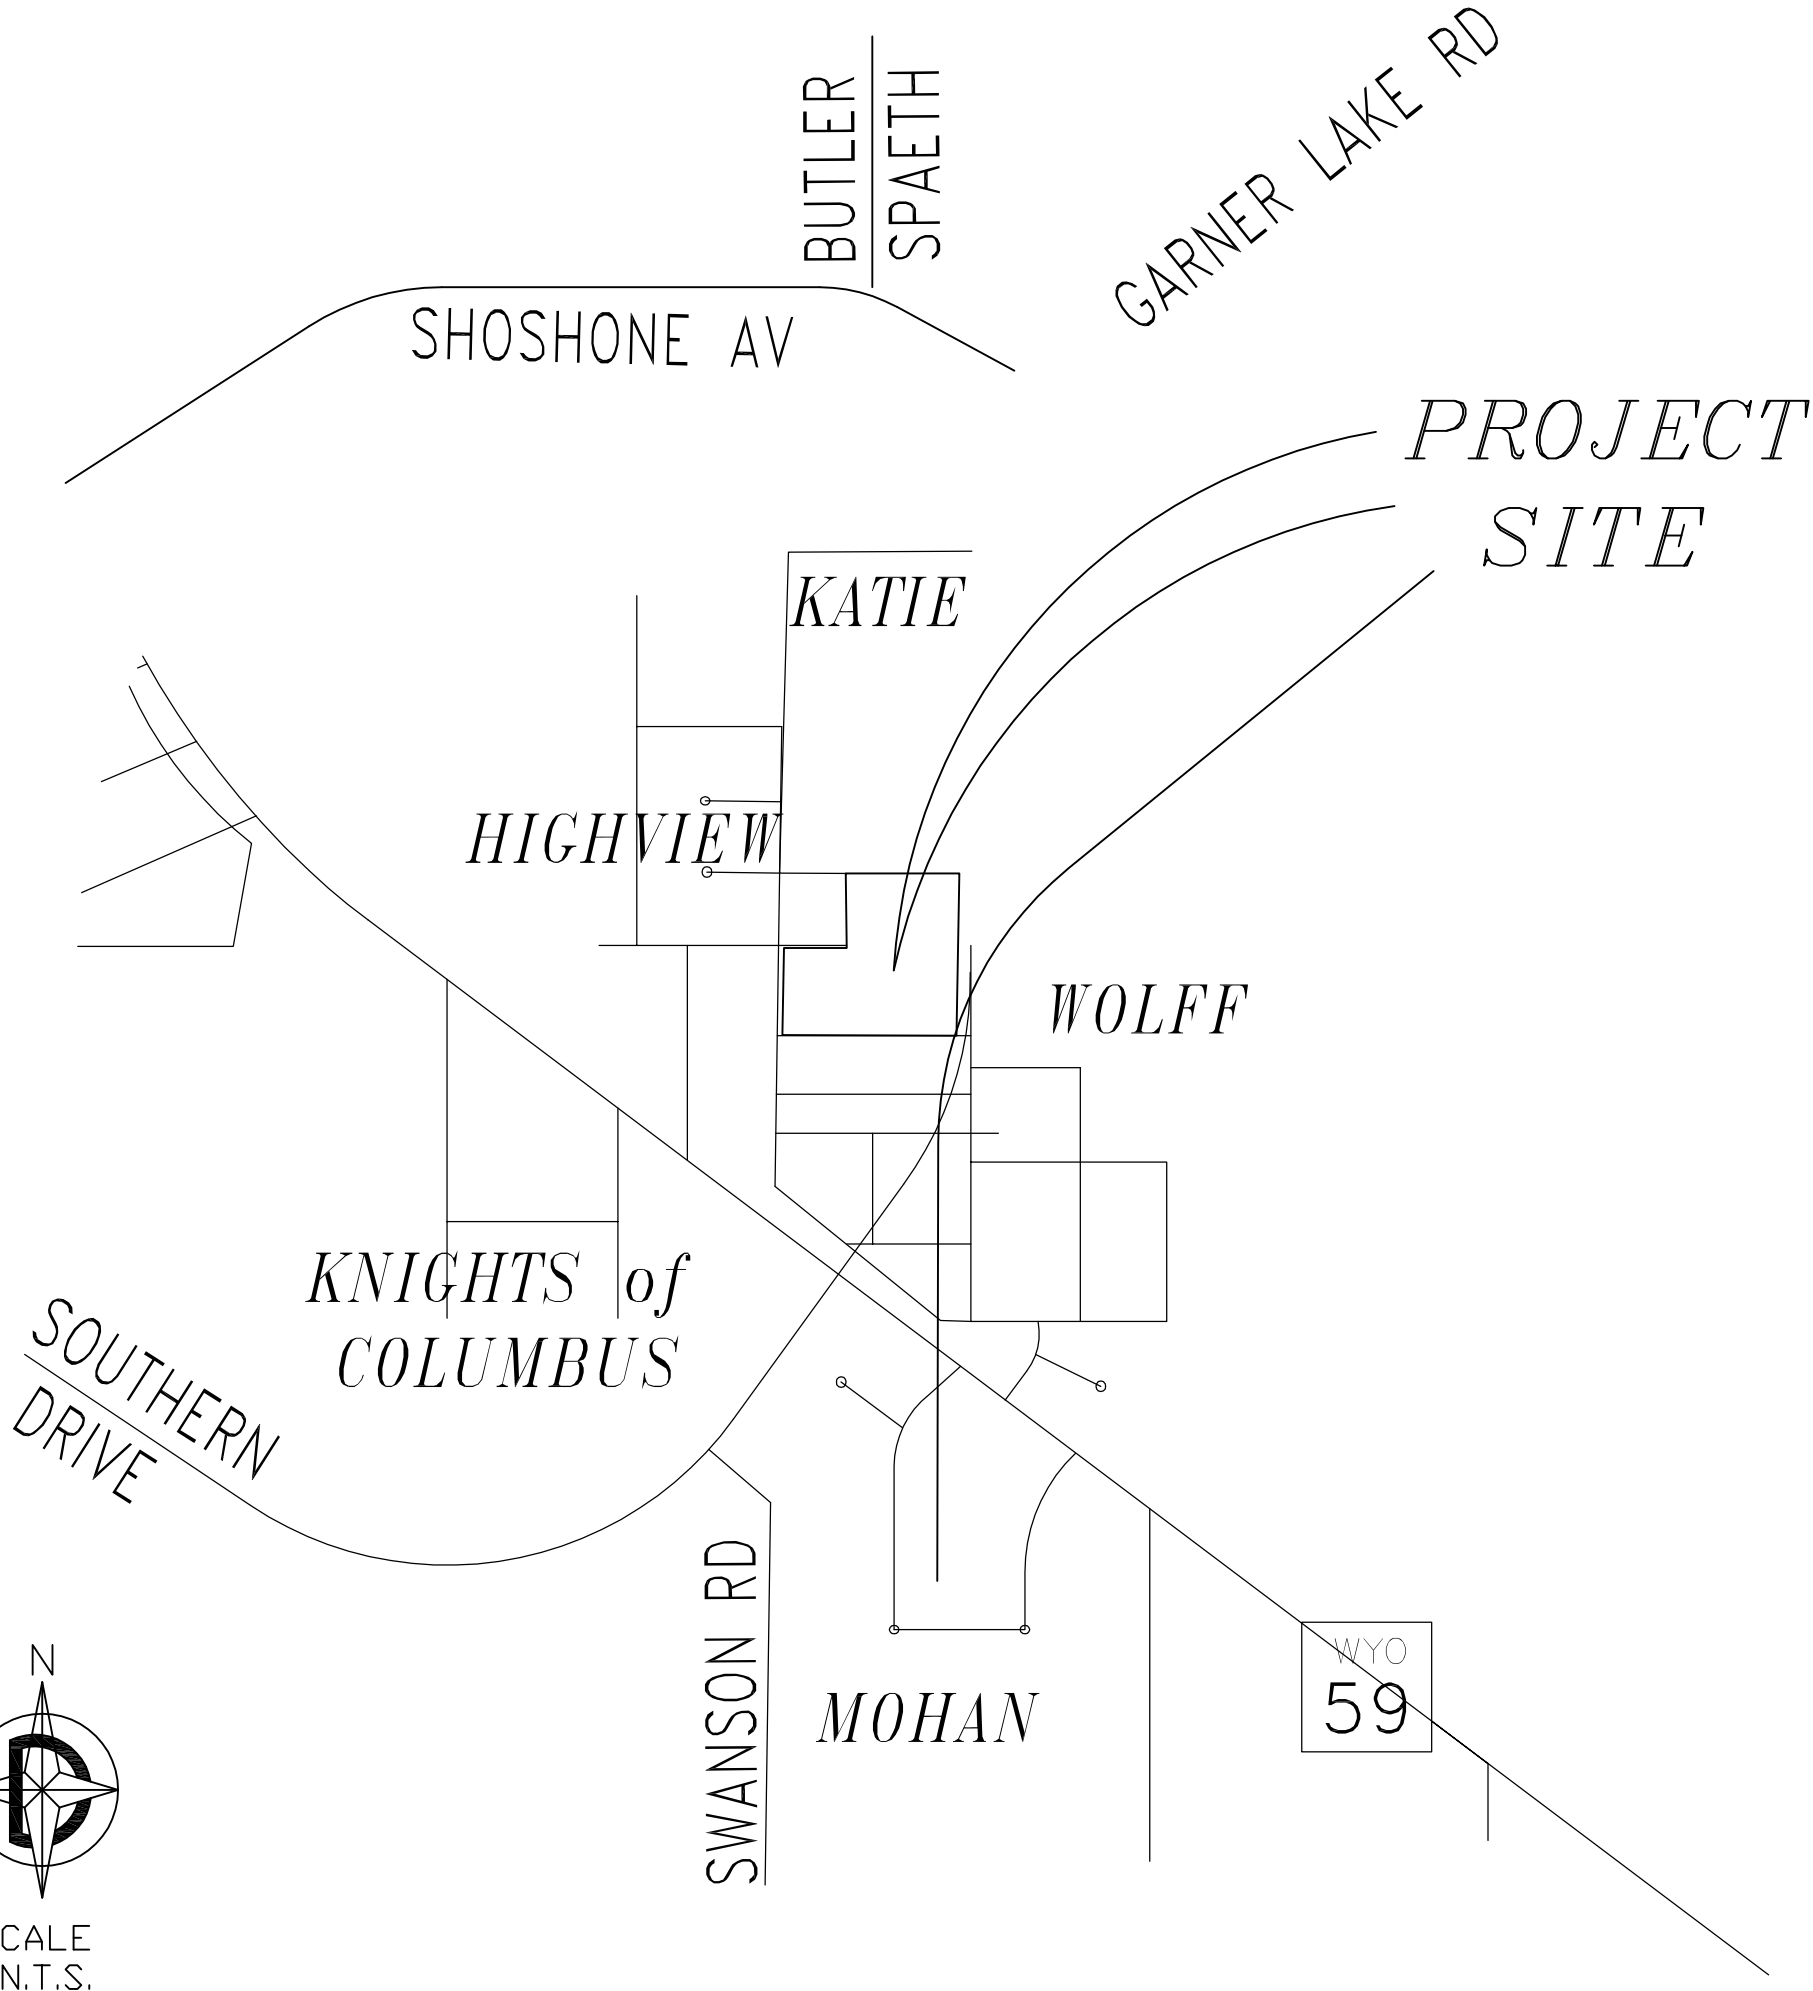 BUTLER
SPAETH
GARNER LAKE RD
SHOSHONE AV
PROJECT
SITE
KATIE
HIGHVIEW
WOLFF
KNIGHTS of
COLUMBUS
SOUTHERN
DRIVE
SWANSON RD
MOHAN
WYO
59
N
D
CALE
N.T.S.